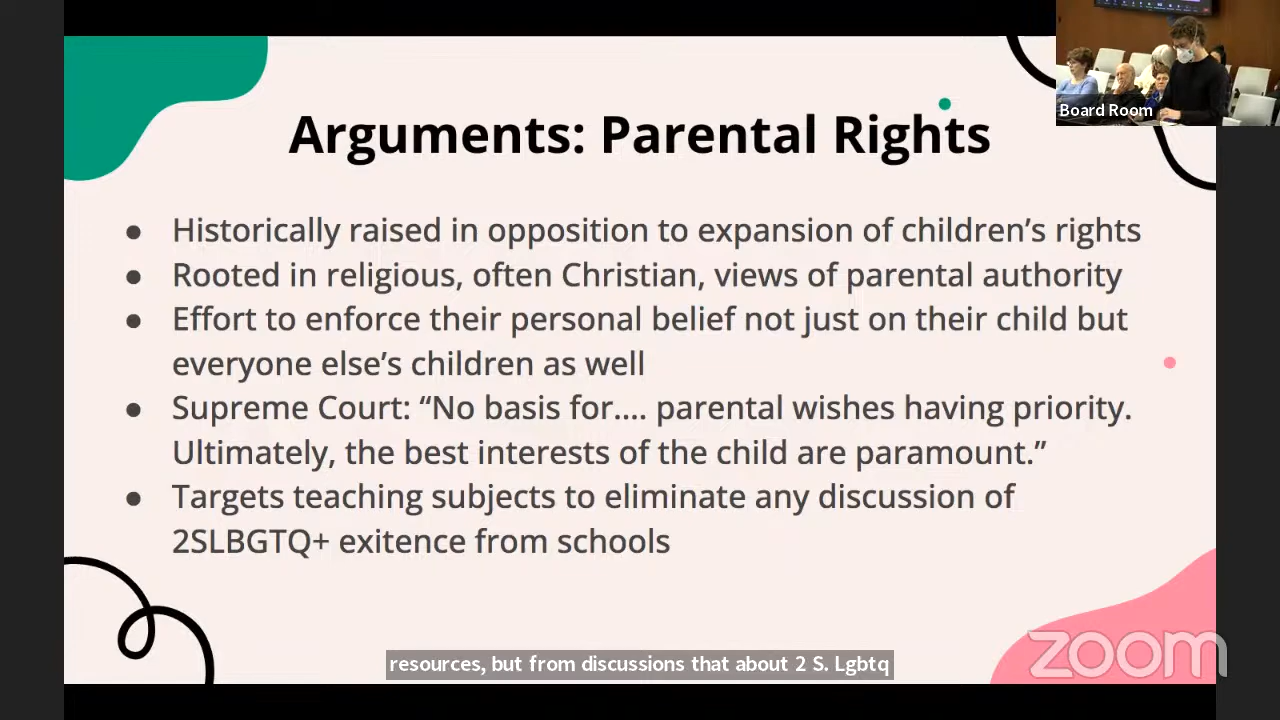 Board Room
Arguments: Parental Rights
● Historically raised in opposition to expansion of children’s rights
● Rooted in religious, often Christian, views of parental authority
● Effort to enforce their personal belief not just on their child but
everyone else’s children as well
● Supreme Court: “No basis for.... parental wishes having priority.
Ultimately, the best interests of the child are paramount.”
● Targets teaching subjects to eliminate any discussion of
2SLBGTQ+ exitence from schools
resources, but from discussions that about 2 S. Lgbtq
zoom